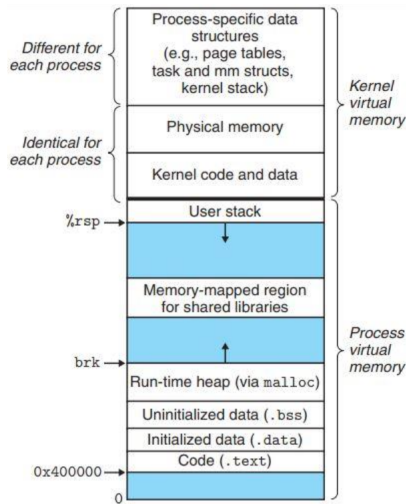 Process-specific data
structures
(e.g., page tables,
task and mm structs,
kernel stack)
Different for
each process
Physical memory
Kernel code and data
Identical for
each process
Kernel
virtual
memory
User stack
%rsp
Memory-mapped region
for shared libraries
brk
Run-time heap (via malloc)
Uninitialized data (.bss)
Initialized data (.data)
Code (.text)
0x400000
0
Process
virtual
memory